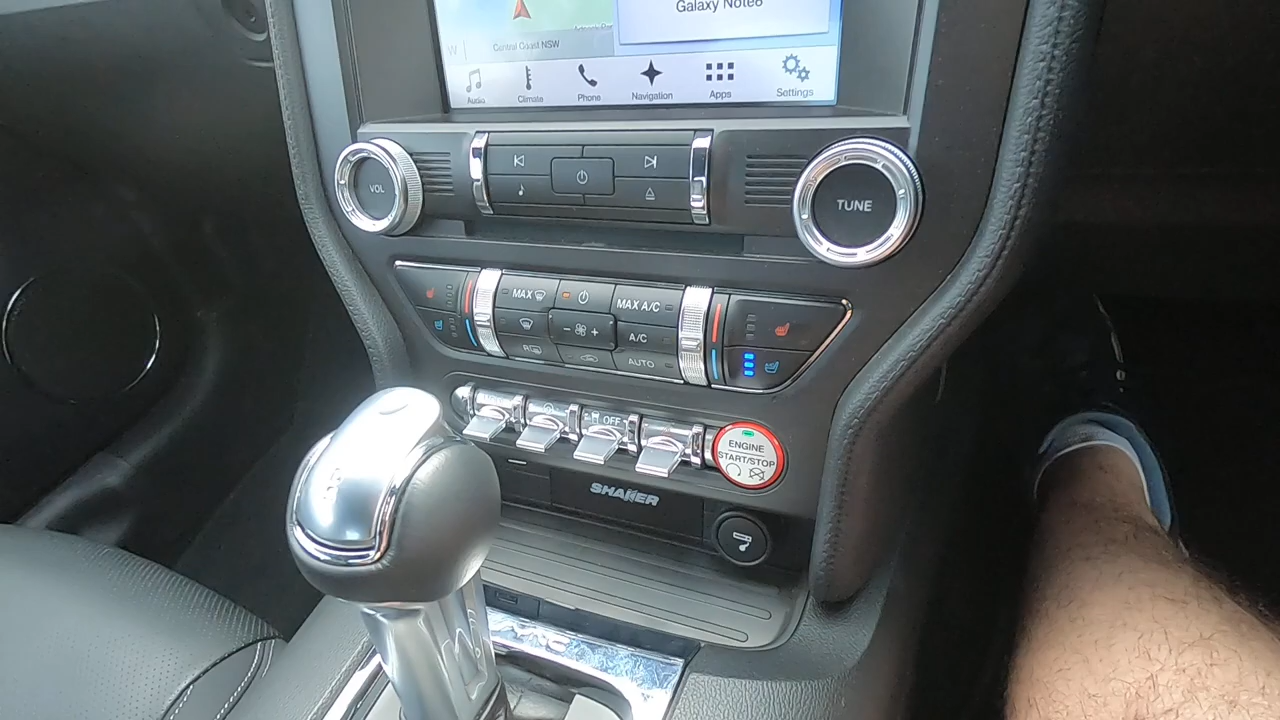 Galaxy Note8
W
Central Coast NSW
Audio
Climate
Phone
Navigation
Apps
Settings
VOL
TUNE
MAX
MAX A/C
A/C
R
AUTO
OFF
ENGINE
START/STOP
SHAKER